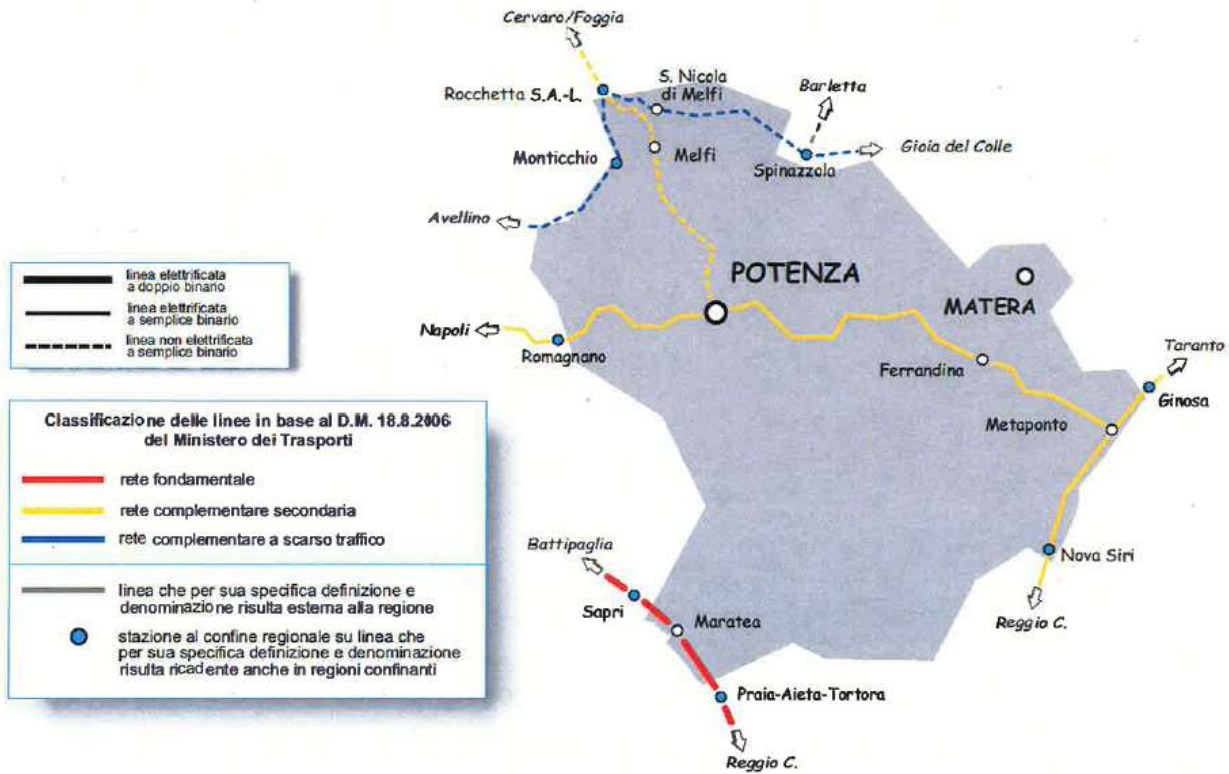 Cervaro/Foggia
Rocchetta S.A.-L.
S. Nicola
di Melfi
Barletta
Gioia del Colle
Monticchio
Melfi
Spinazzola
Avellino
POTENZA
MATERA
Napoli
Romagnano
Ferrandina
Taranto
Ginosa
Metaponto
Nova Siri
Reggio C.
Battipaglia
Sapri
Maratea
Praia-Aieta-Tortora
Reggio C.
linea elettrificata
a doppio binario
linea elettrificata
a semplice binario
linea non elettrificata
a semplice binario
Classificazione delle linee in base al D.M. 18.8.2006
del Ministero dei Trasporti
rete fondamentale
rete complementare secondaria
rete complementare a scarso traffico
linea che per sua specifica definizione e
denominazione risulta esterna alla regione
stazione al confine regionale su linea che
per sua specifica definizione e denominazione
risulta ricadente anche in regioni confinanti